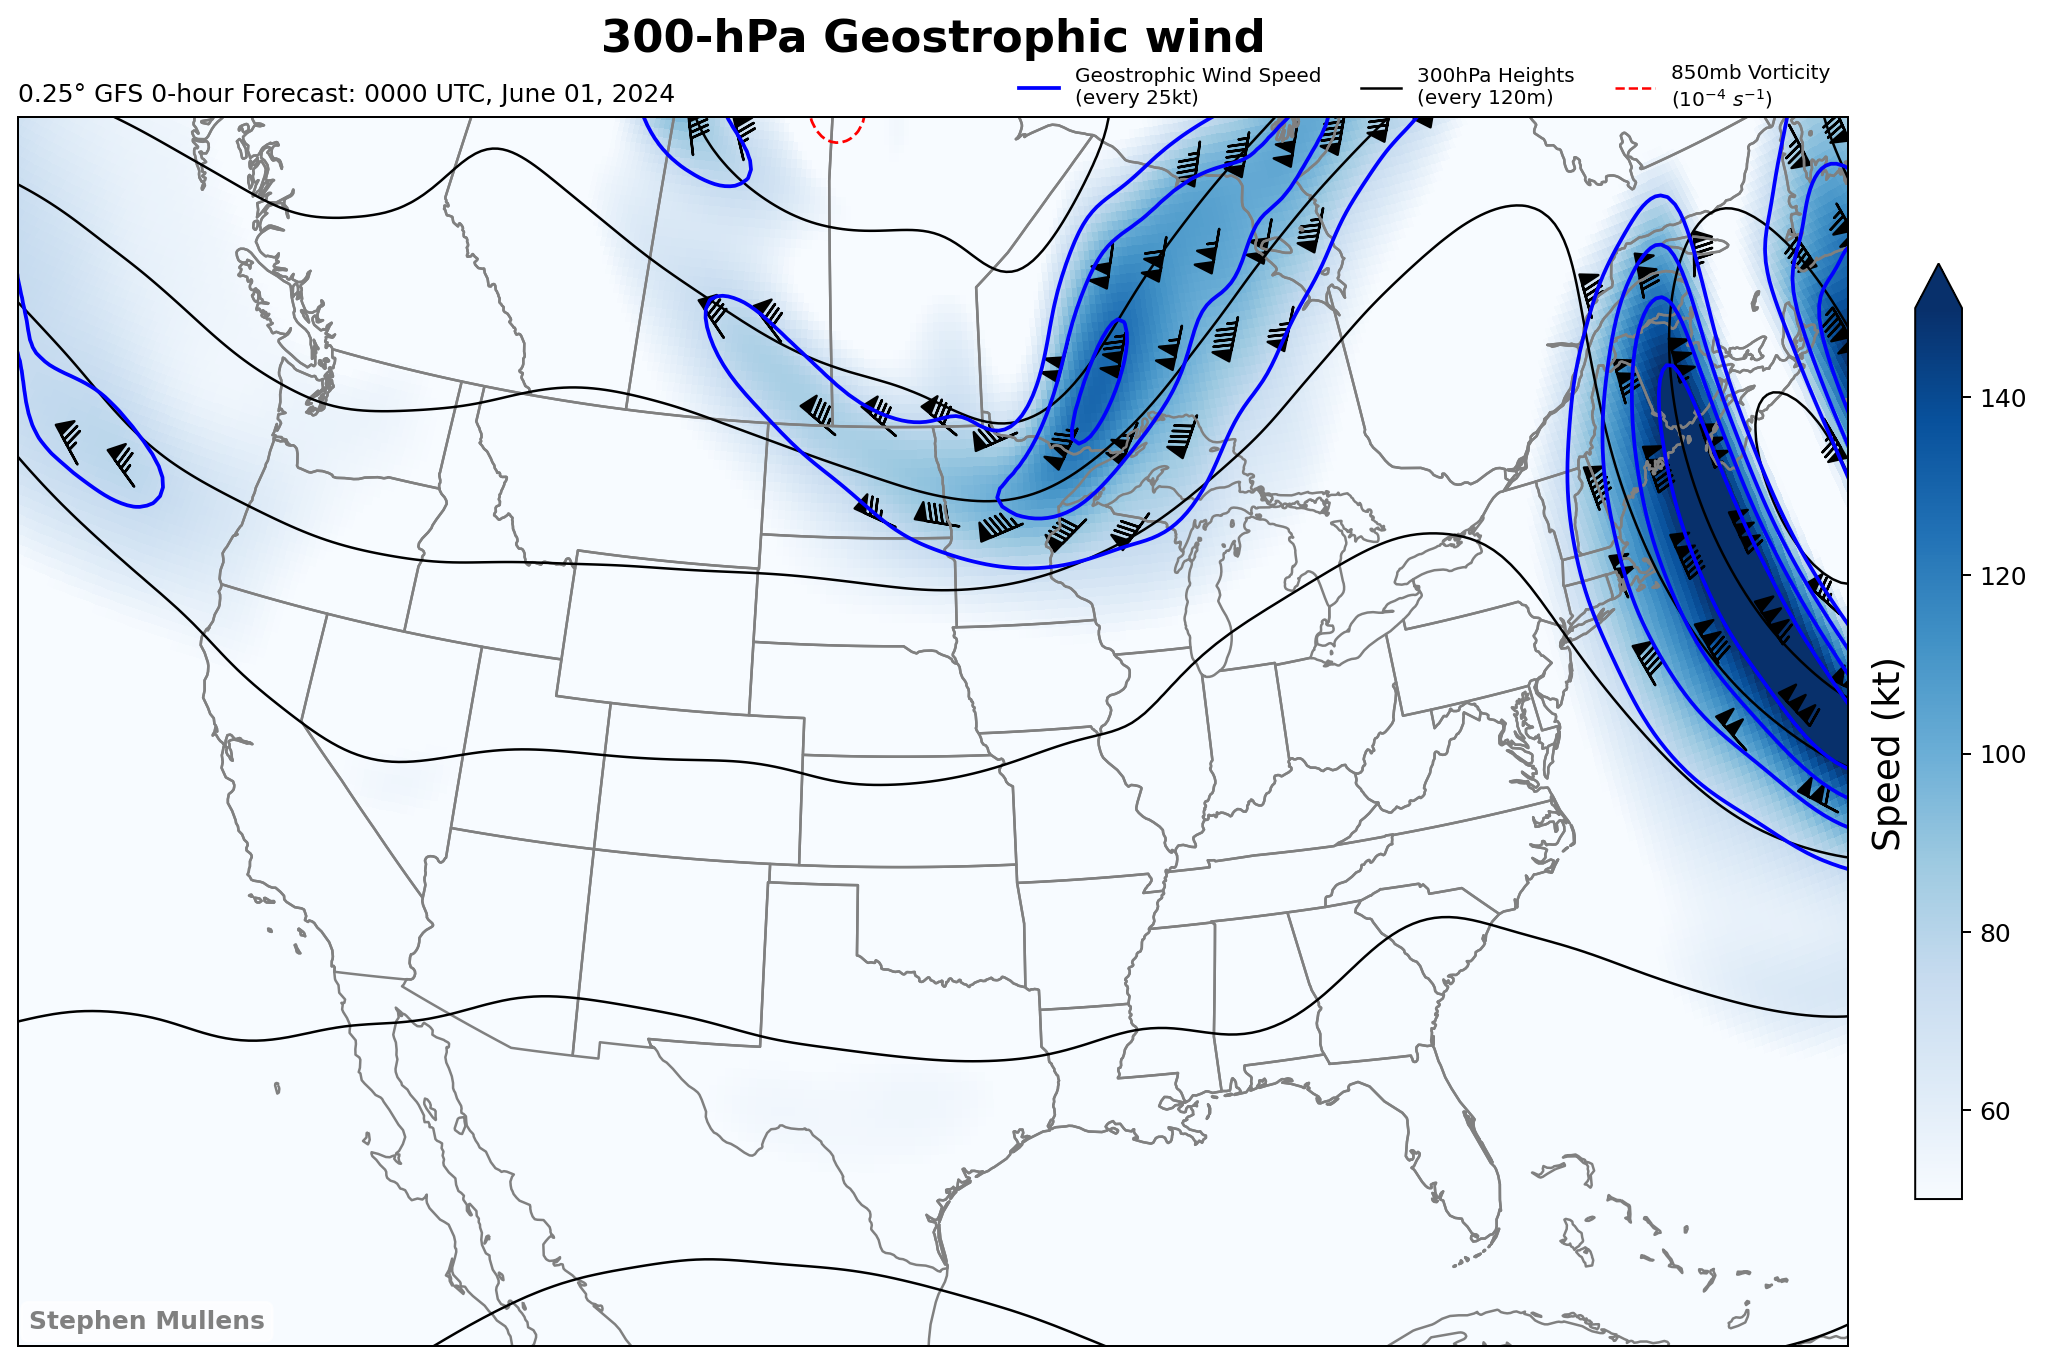 300-hPa Geostrophic wind
0.25° GFS 0-hour Forecast: 0000 UTC, June 01, 2024
Geostrophic Wind Speed
(every 25kt)
300hPa Heights
(every 120m)
850mb Vorticity
(10⁻⁴ s⁻¹)
140
120
100
80
60
Speed (kt)
Stephen Mullens